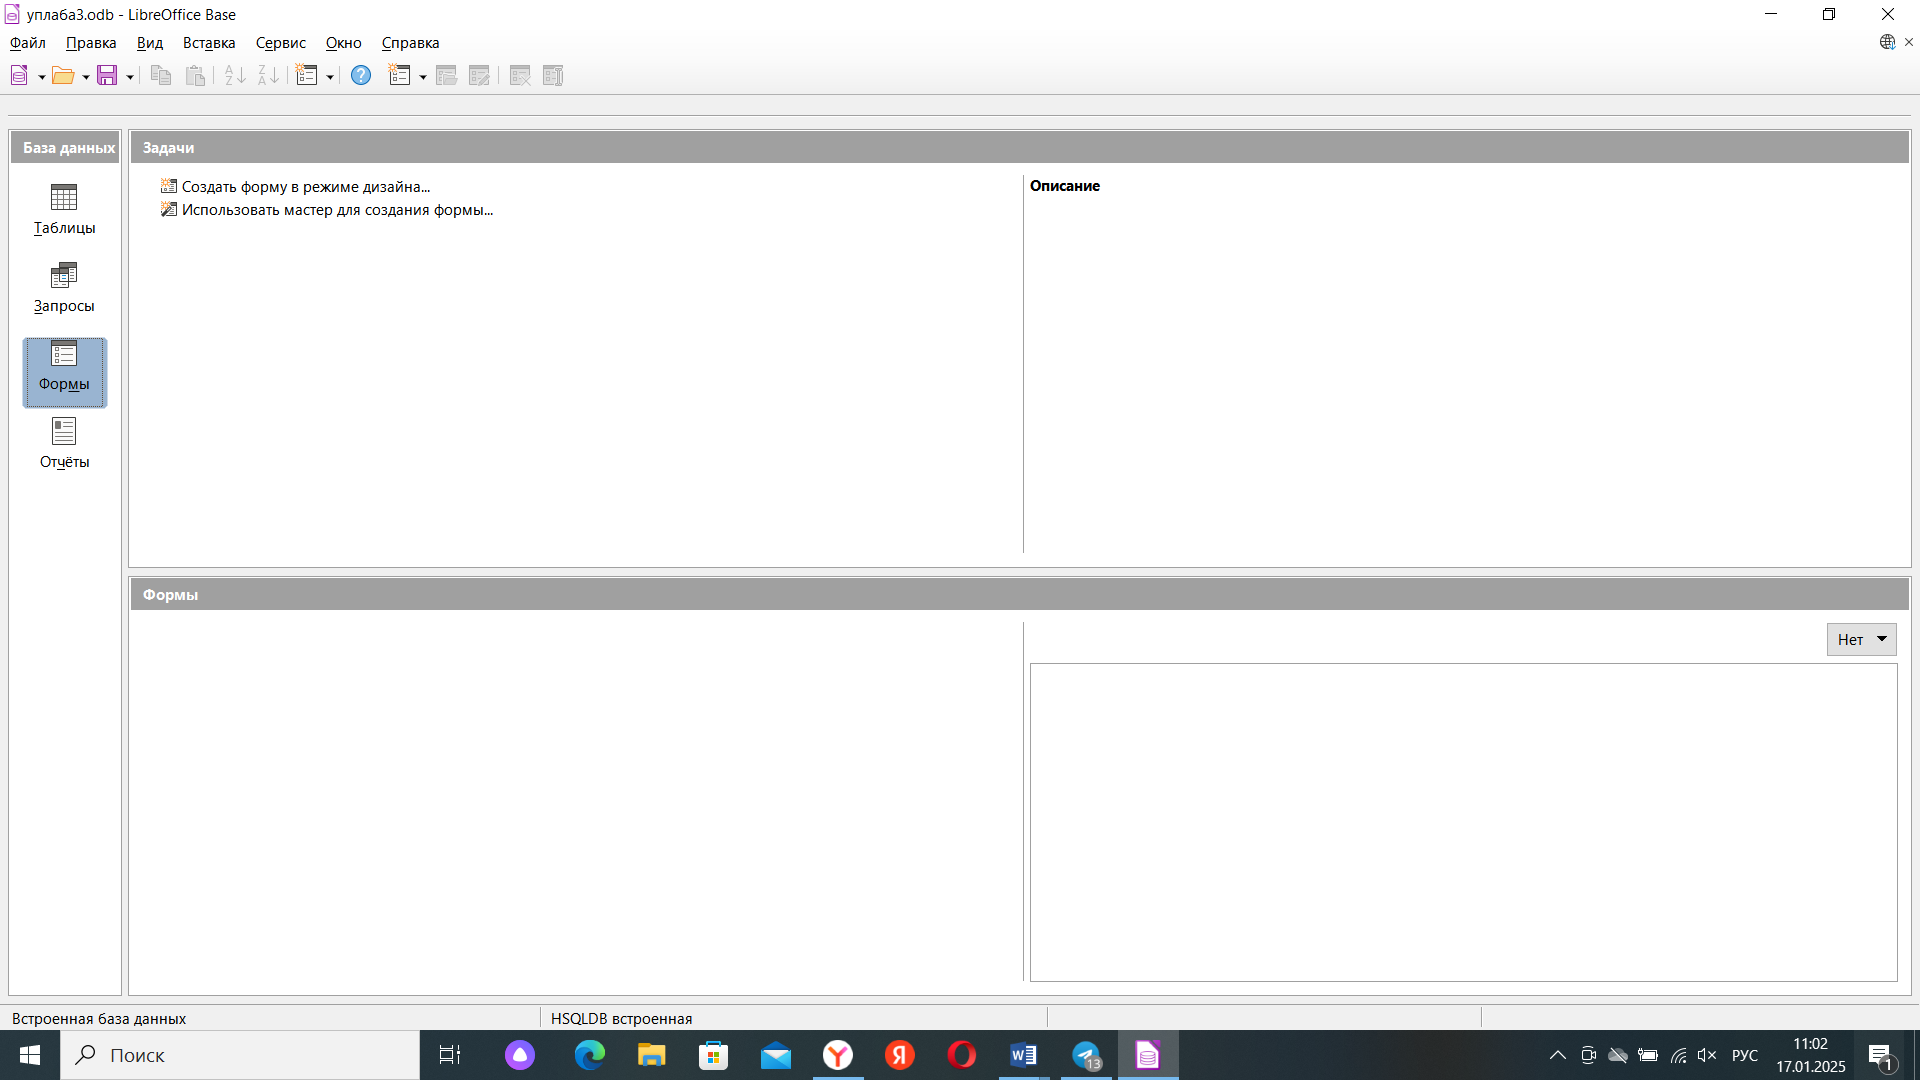 уплаба3.odb - LibreOffice Base
Файл Правка Вид Вставка Сервис Окно Справка
База данных
Таблицы
Запросы
Формы
Отчёты
Задачи
Создать форму в режиме дизайна...
Использовать мастер для создания формы...
Описание
Формы
Нет
Встроенная база данных
HSQLDB встроенная
Поиск
13
РУС
11:02
17.01.2025
1